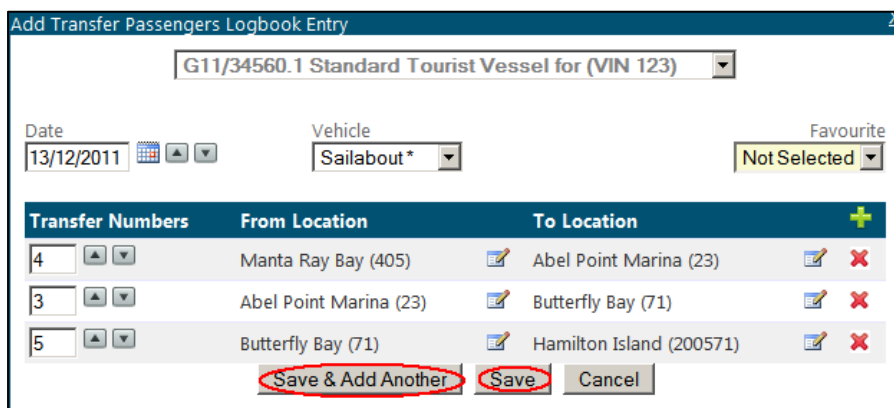 Add Transfer Passengers Logbook Entry
G11/34560.1 Standard Tourist Vessel for (VIN 123)
Date Vehicle Favourite
13/12/2011 Sailabout* Not Selected
Transfer Numbers From Location To Location
4 Manta Ray Bay (405) Abel Point Marina (23)
3 Abel Point Marina (23) Butterfly Bay (71)
5 Butterfly Bay (71) Hamilton Island (200571)
Save & Add Another Save Cancel